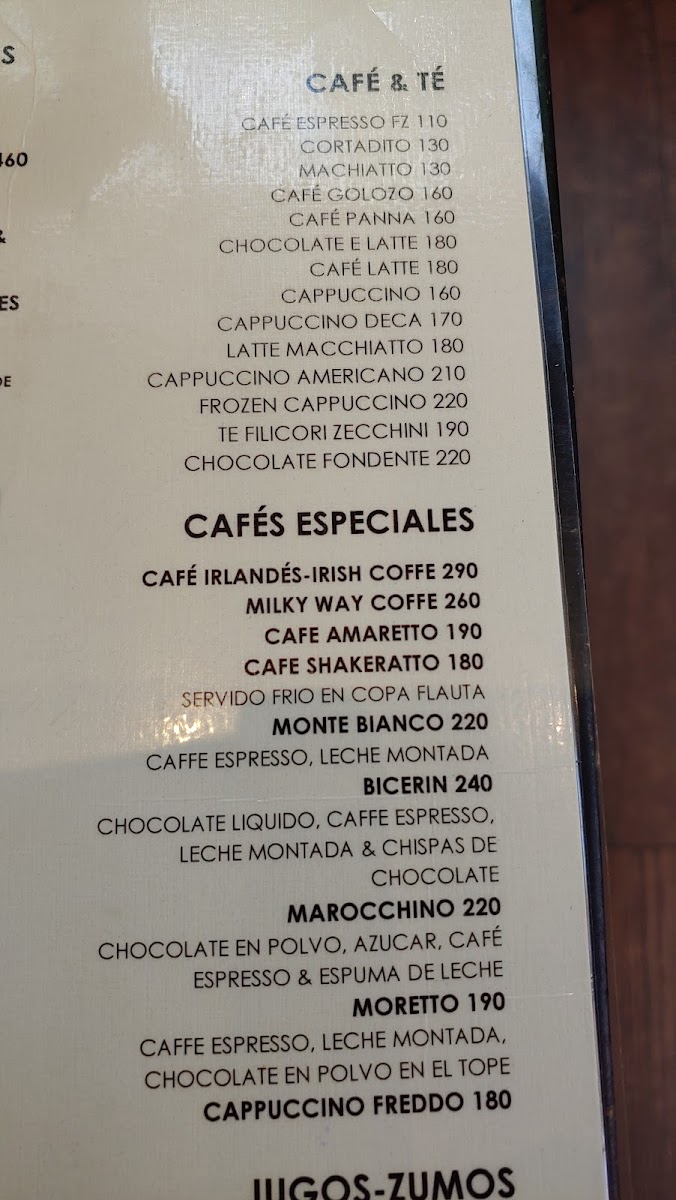 S
460
&
ES
DE
CAFÉ & TÉ
CAFÉ ESPRESSO FZ 110
CORTADITO 130
MACHIATTO 130
CAFÉ GOLOZO 160
CAFÉ PANNA 160
CHOCOLATE E LATTE 180
CAFÉ LATTE 180
CAPPUCCINO 160
CAPPUCCINO DECA 170
LATTE MACCHIATTO 180
CAPPUCCINO AMERICANO 210
FROZEN CAPPUCCINO 220
TE FILICORI ZECCHINI 190
CHOCOLATE FONDENTE 220
CAFÉS ESPECIALES
CAFÉ IRLANDÉS-IRISH COFFE 290
MILKY WAY COFFE 260
CAFE AMARETTO 190
CAFE SHAKERATTO 180
SERVIDO FRIO EN COPA FLAUTA
MONTE BIANCO 220
CAFFE ESPRESSO, LECHE MONTADA
BICERIN 240
CHOCOLATE LIQUIDO, CAFFE ESPRESSO,
LECHE MONTADA & CHISPAS DE
CHOCOLATE
MAROCCHINO 220
CHOCOLATE EN POLVO, AZUCAR, CAFÉ
ESPRESSO & ESPUMA DE LECHE
MORETTO 190
CAFFE ESPRESSO, LECHE MONTADA,
CHOCOLATE EN POLVO EN EL TOPE
CAPPUCCINO FREDDO 180
JUGOS-ZUMOS